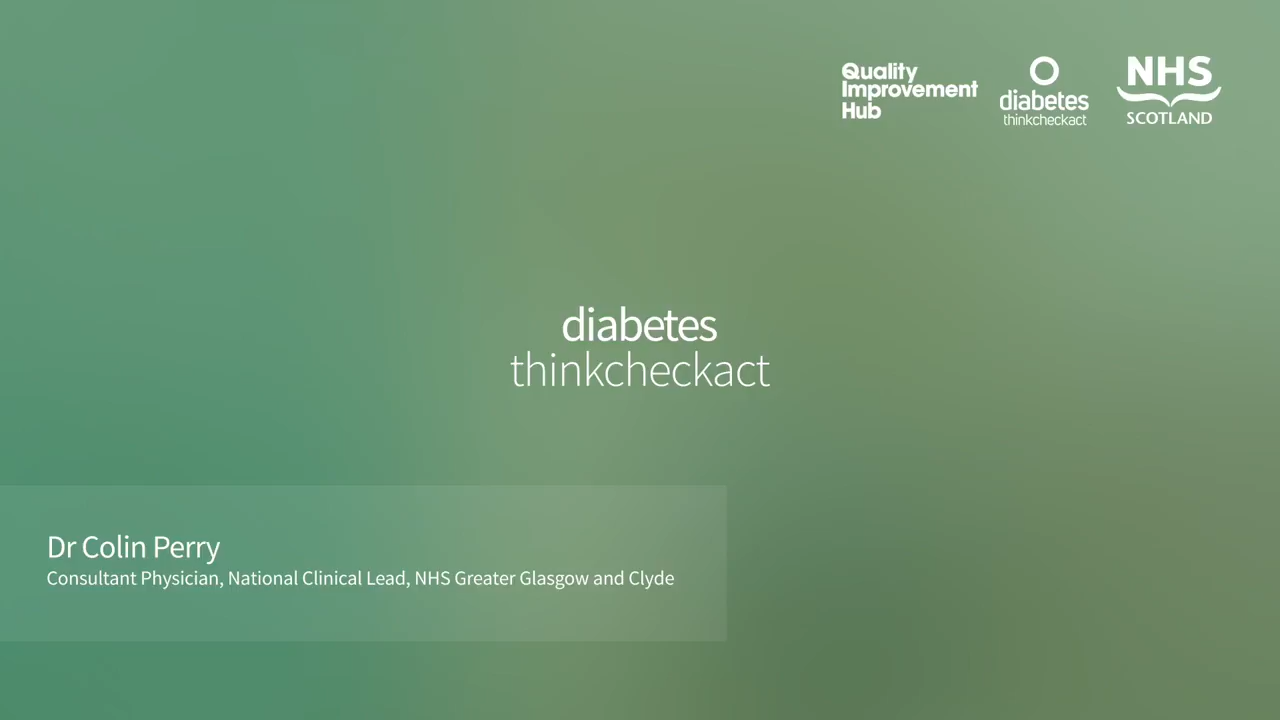 Quality
Improvement
Hub
diabetes
thinkcheckact
NHS
SCOTLAND
diabetes
thinkcheckact
Dr Colin Perry
Consultant Physician, National Clinical Lead, NHS Greater Glasgow and Clyde